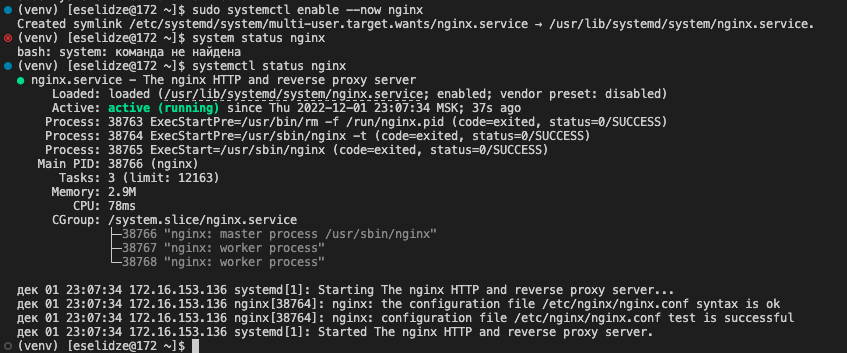 (venv) [eselidze@172 ~]$ sudo systemctl enable --now nginx
Created symlink /etc/systemd/system/multi-user.target.wants/nginx.service → /usr/lib/systemd/system/nginx.service.
(venv) [eselidze@172 ~]$ system status nginx
bash: system: команда не найдена
(venv) [eselidze@172 ~]$ systemctl status nginx
● nginx.service - The nginx HTTP and reverse proxy server
Loaded: loaded (/usr/lib/systemd/system/nginx.service; enabled; vendor preset: disabled)
Active: active (running) since Thu 2022-12-01 23:07:34 MSK; 37s ago
Process: 38763 ExecStartPre=/usr/bin/rm -f /run/nginx.pid (code=exited, status=0/SUCCESS)
Process: 38764 ExecStartPre=/usr/sbin/nginx -t (code=exited, status=0/SUCCESS)
Process: 38765 ExecStart=/usr/sbin/nginx (code=exited, status=0/SUCCESS)
Main PID: 38766 (nginx)
Tasks: 3 (limit: 12163)
Memory: 2.9M
CPU: 78ms
CGroup: /system.slice/nginx.service
├─38766 "nginx: master process /usr/sbin/nginx"
├─38767 "nginx: worker process"
└─38768 "nginx: worker process"
дек 01 23:07:34 172.16.153.136 systemd[1]: Starting The nginx HTTP and reverse proxy server...
дек 01 23:07:34 172.16.153.136 nginx[38764]: nginx: the configuration file /etc/nginx/nginx.conf syntax is ok
дек 01 23:07:34 172.16.153.136 nginx[38764]: nginx: configuration file /etc/nginx/nginx.conf test is successful
дек 01 23:07:34 172.16.153.136 systemd[1]: Started The nginx HTTP and reverse proxy server.
(venv) [eselidze@172 ~]$